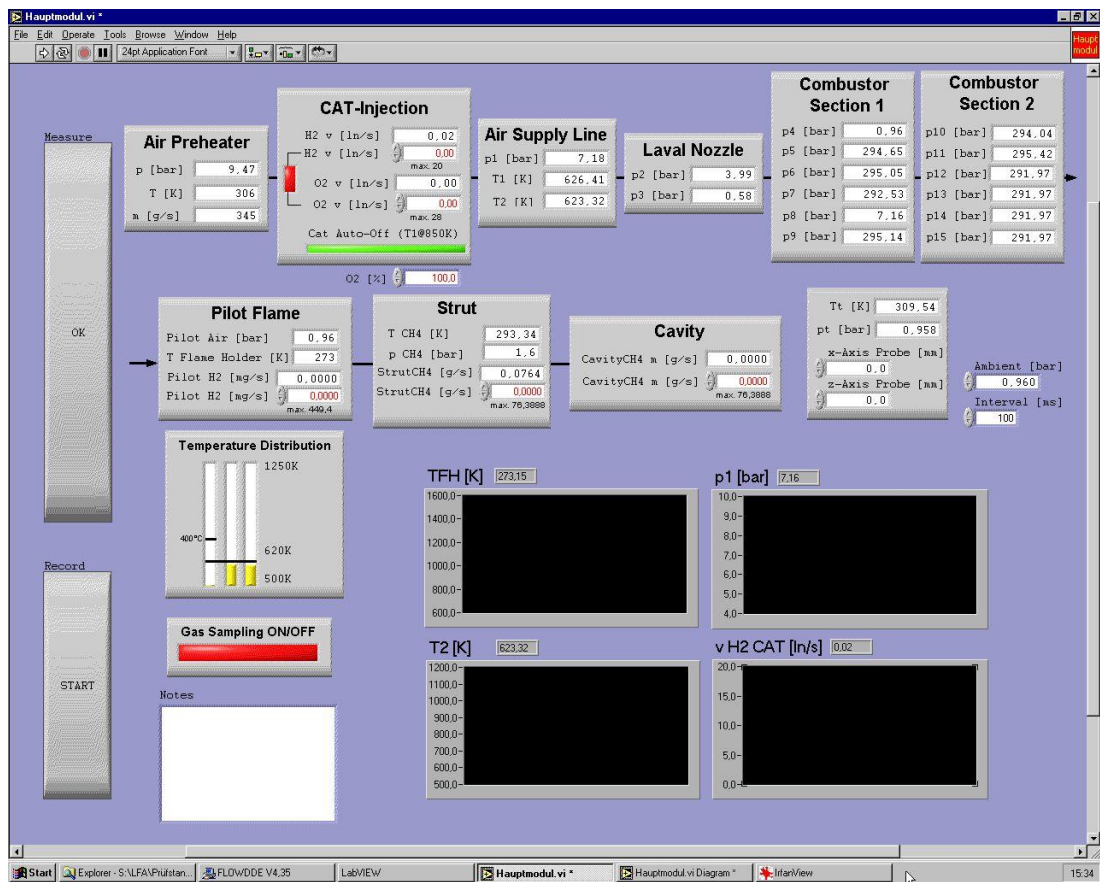 Hauptmodul.vi *
File Edit Operate Tools Browse Window Help
24pt Application Font
Haupt modul
Measure
OK
Air Preheater
p [bar] 9,47
T [K] 306
m [g/s] 345
CAT-Injection
H2 v [ln/s] 0,02
H2 v [ln/s] 0,00
max. 20
O2 v [ln/s] 0,00
O2 v [ln/s] 0,00
max. 28
Cat Auto-Off (T1@850K)
O2 [%] 100,0
Air Supply Line
p1 [bar] 7,18
T1 [K] 626,41
T2 [K] 623,32
Laval Nozzle
p2 [bar] 3,99
p3 [bar] 0,58
Combustor
Section 1
p4 [bar] 0,96
p5 [bar] 294,65
p6 [bar] 295,05
p7 [bar] 292,53
p8 [bar] 7,16
p9 [bar] 295,14
Combustor
Section 2
p10 [bar] 294,04
p11 [bar] 295,42
p12 [bar] 291,97
p13 [bar] 291,97
p14 [bar] 291,97
p15 [bar] 291,97
Pilot Flame
Pilot Air [bar] 0,96
T Flame Holder [K] 273
Pilot H2 [mg/s] 0,0000
Pilot H2 [mg/s] 0,0000
max. 449,4
Strut
T CH4 [K] 293,34
p CH4 [bar] 1,6
StrutCH4 [g/s] 0,0764
StrutCH4 [g/s] 0,0000
max. 76,3888
Cavity
CavityCH4 m [g/s] 0,0000
CavityCH4 m [g/s] 0,0000
max. 76,3888
Tt [K] 309,54
pt [bar] 0,958
x-Axis Probe [mm]
0,0
z-Axis Probe [mm]
0,0
Ambient [bar]
0,960
Interval [ms]
100
Temperature Distribution
1250K
400°C
620K
500K
Gas Sampling ON/OFF
Record
START
Notes
TFH [K] 273,15
1600,0
1400,0
1200,0
1000,0
800,0
600,0
p1 [bar] 7,16
10,0
9,0
8,0
7,0
6,0
5,0
4,0
T2 [K] 623,32
1200,0
1100,0
1000,0
900,0
800,0
700,0
600,0
500,0
v H2 CAT [ln/s] 0,02
20,0
15,0
10,0
5,0
0,0
Start Explorer - S:\LFA\Prüfstan... FLOWDDE V4,35 LabVIEW Hauptmodul.vi * Hauptmodul.vi Diagram * IrfanView 15:34